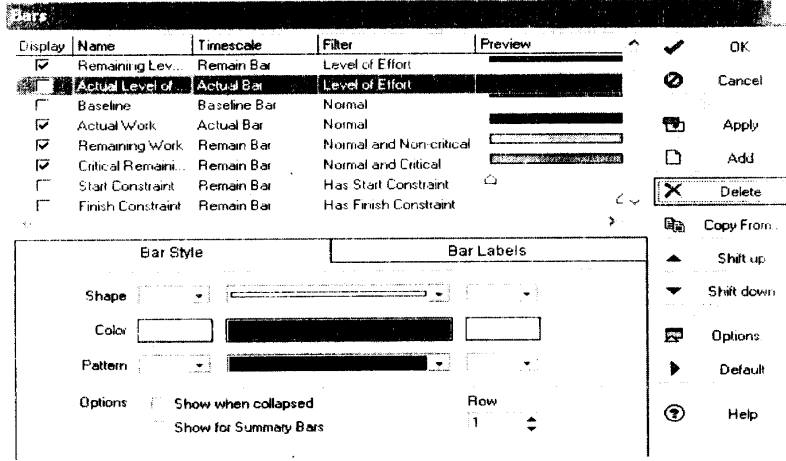 Bars
Display Name Timescale Filter Preview
Remaining Lev... Remain Bar Level of Effort
Actual Level of... Actual Bar Level of Effort
Baseline Baseline Bar Normal
Actual Work Actual Bar Normal
Remaining Work Remain Bar Normal and Non-critical
Critical Remaini... Remain Bar Normal and Critical
Start Constraint Remain Bar Has Start Constraint
Finish Constraint Remain Bar Has Finish Constraint
OK
Cancel
Apply
Add
Delete
Copy From..
Shift up
Shift down
Options
Default
Help
Bar Style Bar Labels
Shape
Color
Pattern
Options Show when collapsed Row
Show for Summary Bars 1